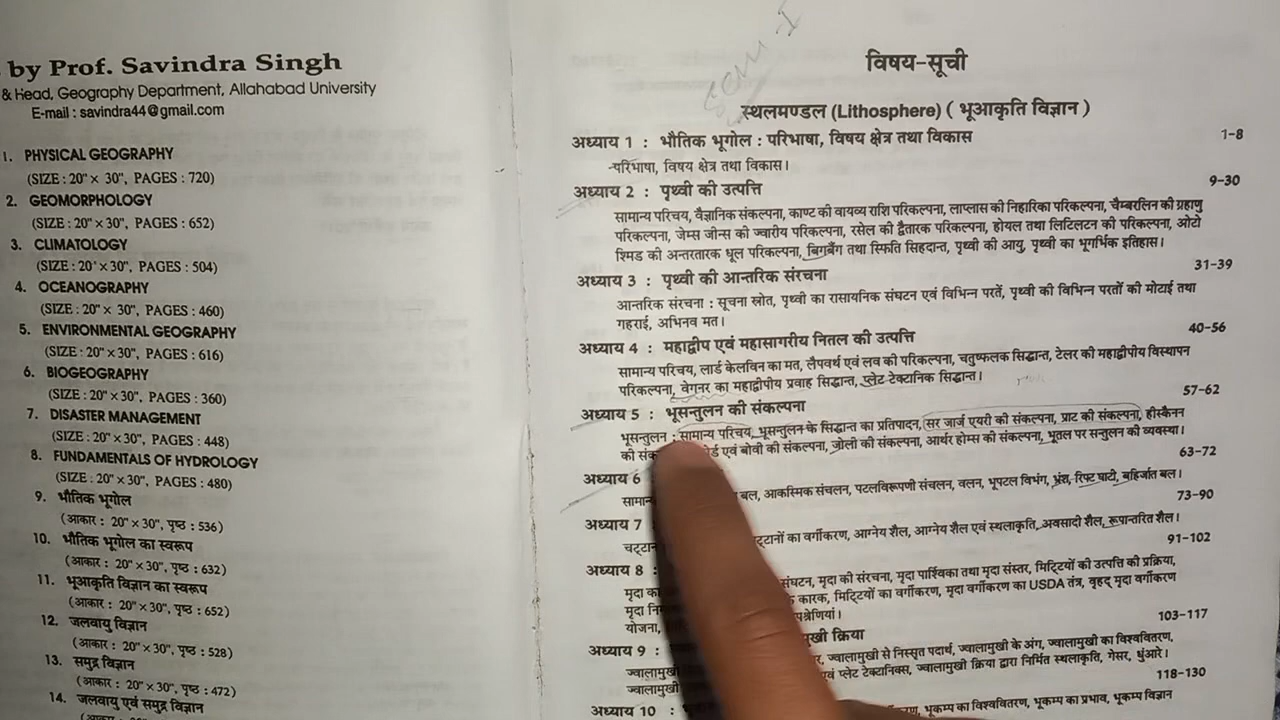 by Prof. Savindra Singh
& Head, Geography Department, Allahabad University
E-mail : savindra44@gmail.com
1. PHYSICAL GEOGRAPHY
(SIZE : 20" × 30", PAGES : 720)
2. GEOMORPHOLOGY
(SIZE : 20" × 30", PAGES : 652)
3. CLIMATOLOGY
(SIZE : 20" × 30", PAGES : 504)
4. OCEANOGRAPHY
(SIZE : 20" × 30", PAGES : 460)
5. ENVIRONMENTAL GEOGRAPHY
(SIZE : 20" × 30", PAGES : 616)
6. BIOGEOGRAPHY
(SIZE : 20" × 30", PAGES : 360)
7. DISASTER MANAGEMENT
(SIZE : 20" × 30", PAGES : 448)
8. FUNDAMENTALS OF HYDROLOGY
(SIZE : 20" × 30", PAGES : 480)
9. भौतिक भूगोल
(आकार : 20" × 30", पृष्ठ : 536)
10. भौतिक भूगोल का स्वरूप
(आकार : 20" × 30", पृष्ठ : 632)
11. भूआकृति विज्ञान का स्वरूप
(आकार : 20" × 30", पृष्ठ : 652)
12. जलवायु विज्ञान
(आकार : 20" × 30", पृष्ठ : 528)
13. समुद्र विज्ञान
(आकार : 20" × 30", पृष्ठ : 472)
14. जलवायु एवं समुद्र विज्ञान
SEM-I
विषय-सूची
स्थलमण्डल (Lithosphere) ( भूआकृति विज्ञान )
अध्याय 1 : भौतिक भूगोल : परिभाषा, विषय क्षेत्र तथा विकास 1-8
परिभाषा, विषय क्षेत्र तथा विकास।
अध्याय 2 : पृथ्वी की उत्पत्ति 9-30
सामान्य परिचय, वैज्ञानिक संकल्पना, काण्ट की वायव्य राशि परिकल्पना, लाप्लास की निहारिका परिकल्पना, चैम्बरलिन की ग्रहाणु
परिकल्पना, जेम्स जीन्स की ज्वारीय परिकल्पना, रसेल की द्वैतारक परिकल्पना, होयल तथा लिटिलटन की परिकल्पना, ओटो
श्मिड की अन्तरतारक धूल परिकल्पना, बिगबैंग तथा स्फिति सिहदान्त, पृथ्वी की आयु, पृथ्वी का भूगर्भिक इतिहास।
अध्याय 3 : पृथ्वी की आन्तरिक संरचना 31-39
आन्तरिक संरचना : सूचना स्रोत, पृथ्वी का रासायनिक संघटन एवं विभिन्न परतें, पृथ्वी की विभिन्न परतों की मोटाई तथा
गहराई, अभिनव मत।
अध्याय 4 : महाद्वीप एवं महासागरीय नितल की उत्पत्ति 40-56
सामान्य परिचय, लार्ड केलविन का मत, लैपवर्थ एवं लव की परिकल्पना, चतुष्फलक सिद्धान्त, टेलर की महाद्वीपीय विस्थापन
परिकल्पना, वेगनर का महाद्वीपीय प्रवाह सिद्धान्त, प्लेट टेक्टानिक सिद्धान्त।
अध्याय 5 : भूसन्तुलन की संकल्पना 57-62
भूसन्तुलन : सामान्य परिचय, भूसन्तुलन के सिद्धान्त का प्रतिपादन, सर जार्ज एयरी की संकल्पना, प्राट की संकल्पना, हीस्कैनन
की एवं बोवी की संकल्पना, जोली की संकल्पना, आर्थर होम्स की संकल्पना, भूतल पर सन्तुलन की व्यवस्था।
अध्याय 6 63-72
बल, आकस्मिक संचलन, पटलविरूपणी संचलन, वलन, भूपटल विभंग, भ्रंश, रिफ्ट घाटी, बहिर्जात बल।
अध्याय 7 73-90
का वर्गीकरण, आग्नेय शैल, आग्नेय शैल एवं स्थलाकृति, अवसादी शैल, रूपान्तरित शैल।
अध्याय 8 91-102
मृदा संघटन, मृदा की संरचना, मृदा पार्श्विका तथा मृदा संस्तर, मिट्टियों की उत्पत्ति की प्रक्रिया,
मृदा के कारक, मिट्टियों का वर्गीकरण, मृदा वर्गीकरण का USDA तंत्र, वृहद् मृदा वर्गीकरण
योजना,
अध्याय 9 : क्रिया 103-117
ज्वालामुखी से निस्सृत पदार्थ, ज्वालामुखी के अंग, ज्वालामुखी का विश्ववितरण,
एवं प्लेट टेक्टानिक्स, ज्वालामुखी क्रिया द्वारा निर्मित स्थलाकृति, गेसर, धुंआरे।
अध्याय 10 118-130
भूकम्प का विश्ववितरण, भूकम्प का प्रभाव, भूकम्प विज्ञान